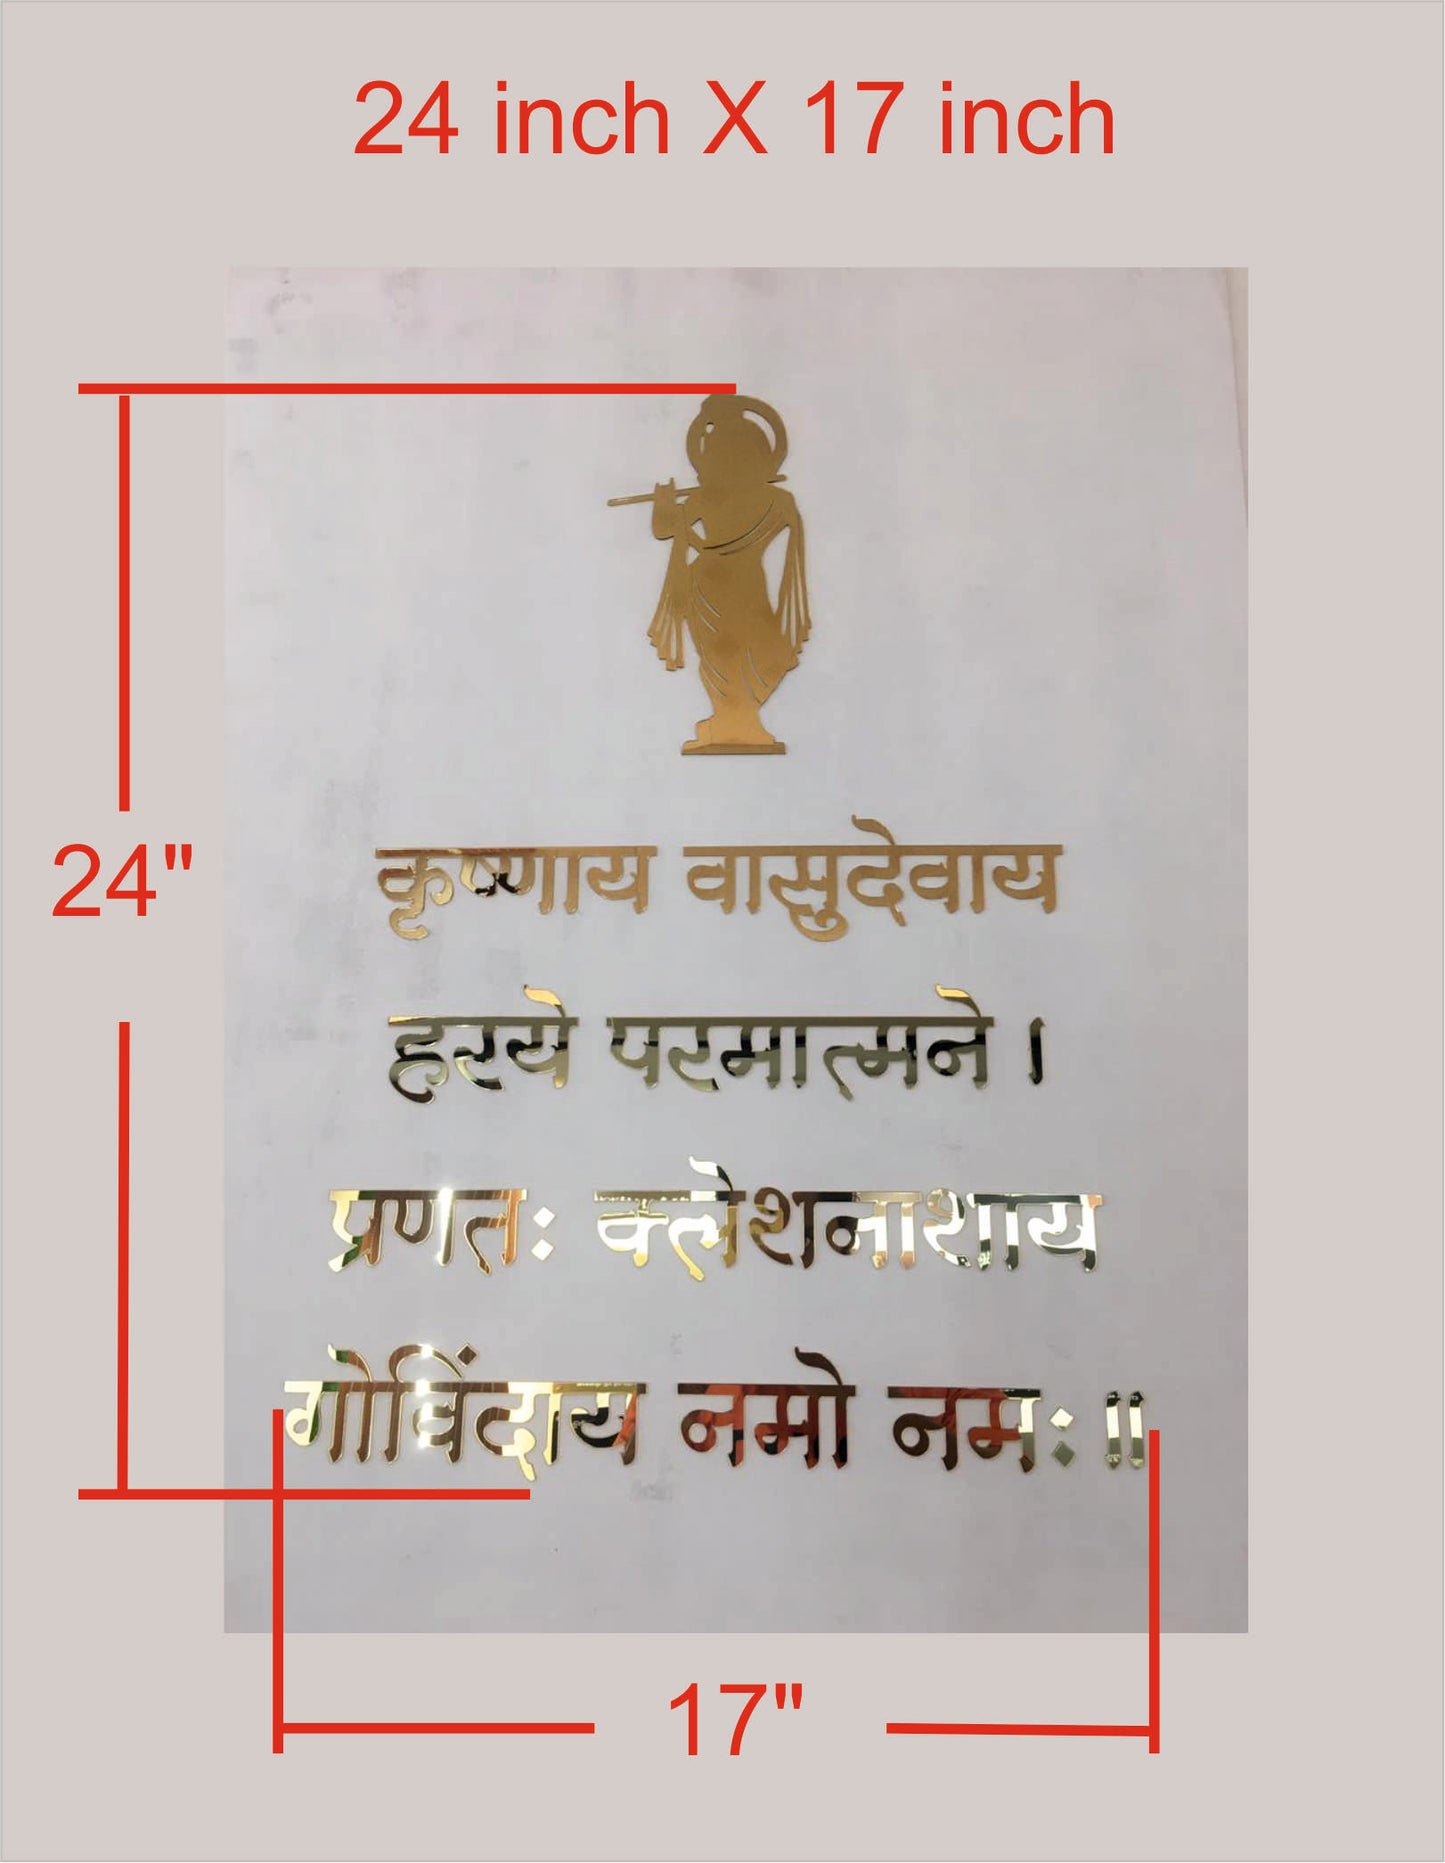 24 inch X 17 inch
24"
कृष्णाय वासुदेवाय
हरये परमात्मने ।
प्रणतः क्लेशनाशाय
गोविंदाय नमो नमः ॥
17"